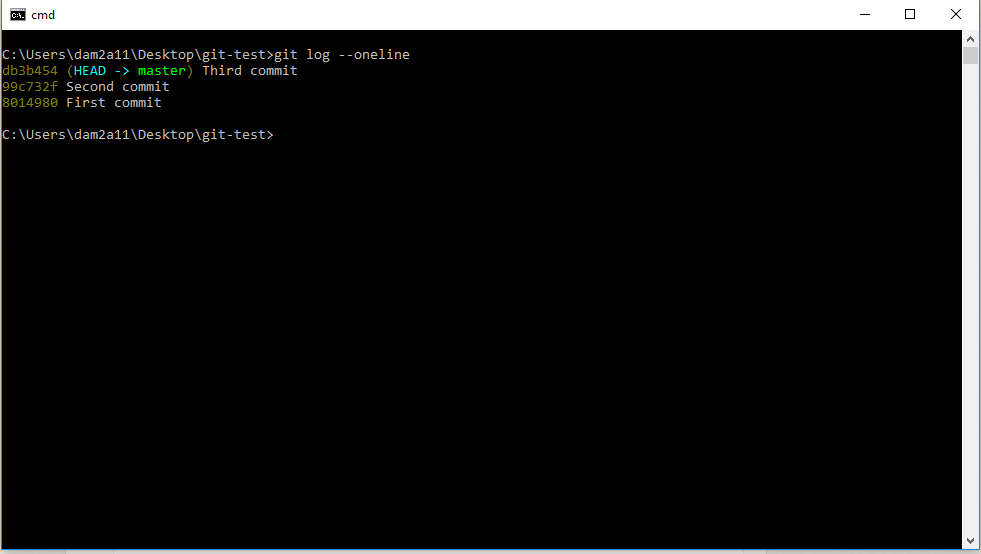 cmd
C:\Users\dam2a11\Desktop\git-test>git log --oneline
db3b454 (HEAD -> master) Third commit
99c732f Second commit
8014980 First commit
C:\Users\dam2a11\Desktop\git-test>